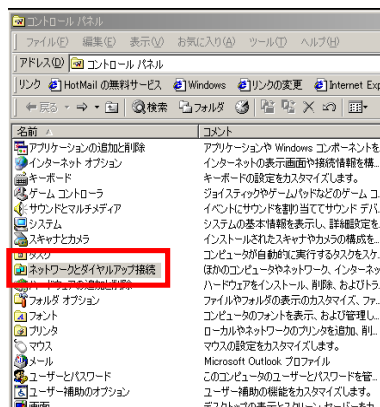 コントロール パネル
ファイル(F) 編集(E) 表示(V) お気に入り(A) ツール(T) ヘルプ(H)
アドレス(D) コントロール パネル
リンク HotMail の無料サービス Windows リンクの変更 Internet Exp
戻る 検索 フォルダ
名前 コメント
アプリケーションの追加と削除 アプリケーションや Windows コンポーネントを
インターネット オプション インターネットの表示画面や接続情報を構...
キーボード キーボードの設定をカスタマイズします。
ゲーム コントローラ ジョイスティックやゲームパッドなどのゲーム コ
サウンドとマルチメディア イベントにサウンドを割り当ててサウンド デバ
システム システムの基本情報を表示し、詳細設定を
スキャナとカメラ インストールされたスキャナやカメラの構成を...
タスク コンピュータが自動的に実行するタスクをスケ
ネットワークとダイヤルアップ接続 ほかのコンピュータやネットワーク、インターネッ
ハードウェアの追加と削除 ハードウェアをインストール、削除、およびトラ
フォルダ オプション ファイルやフォルダの表示のカスタマイズ、ファ...
フォント コンピュータのフォントを表示、および管理し...
プリンタ ローカルやネットワークのプリンタを追加、削...
マウス マウスの設定をカスタマイズします。
メール Microsoft Outlook プロファイル
ユーザーとパスワード このコンピュータのユーザーとパスワードを管...
ユーザー補助のオプション ユーザー補助の機能をカスタマイズします。
画面 デスクトップの表示とスクリーン セーバーをカ